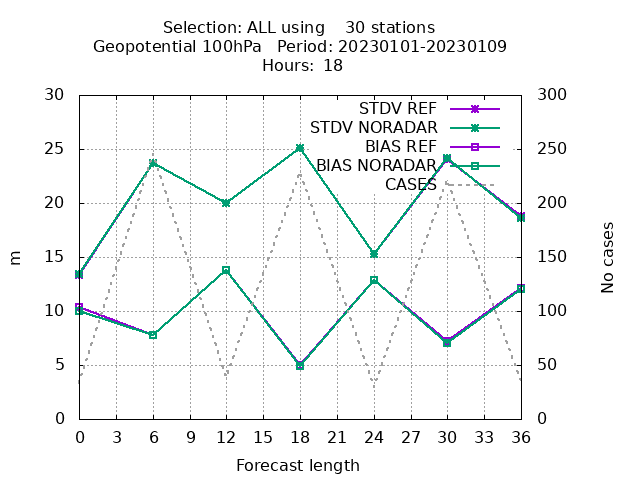 Selection: ALL using    30 stations
Geopotential 100hPa   Period: 20230101-20230109
Hours: 18
30 300
STDV REF
STDV NORADAR
25 250
BIAS REF
BIAS NORADAR
CASES
20 200
15 150
m
No cases
10 100
5 50
0 0
0 3 6 9 12 15 18 21 24 27 30 33 36
Forecast length